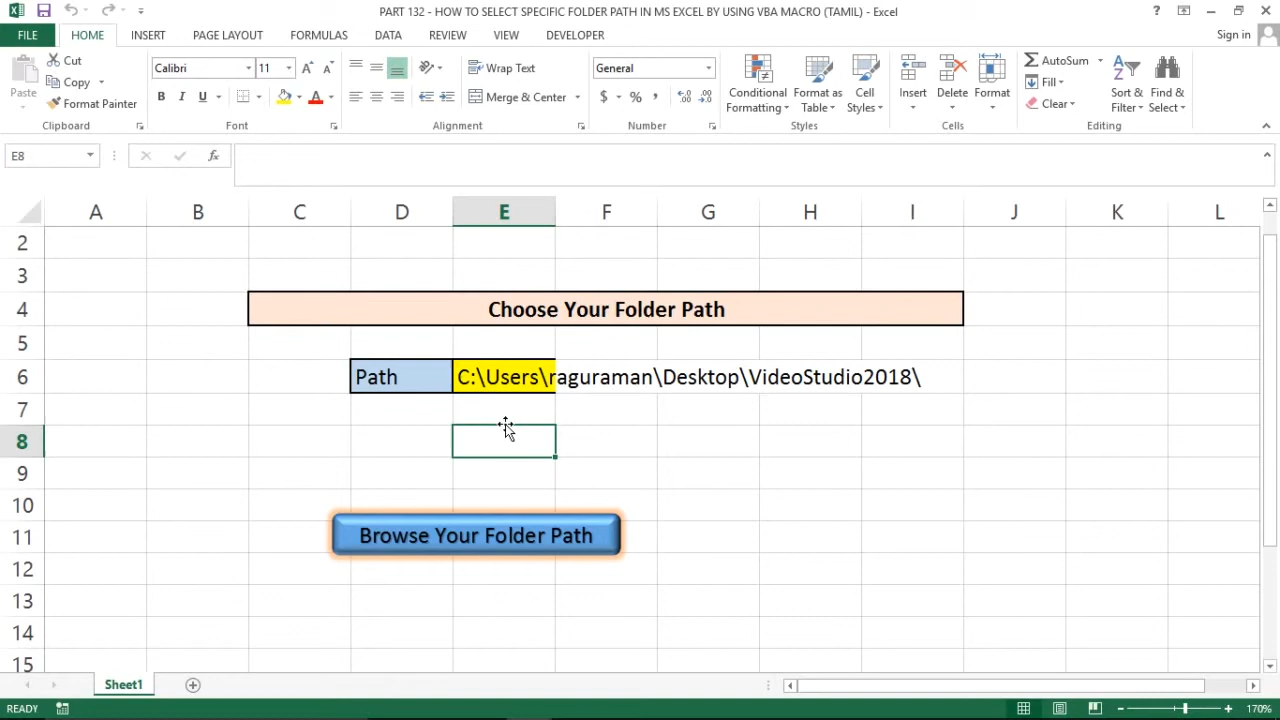 PART 132 - HOW TO SELECT SPECIFIC FOLDER PATH IN MS EXCEL BY USING VBA MACRO (TAMIL) - Excel
?
FILE HOME INSERT PAGE LAYOUT FORMULAS DATA REVIEW VIEW DEVELOPER Sign in
Paste
Cut
Copy
Format Painter
Calibri 11
B I U A
Wrap Text
Merge & Center
General
$ % ,
Conditional Formatting
Format as Table
Cell Styles
Insert
Delete
Format
AutoSum
Fill
Clear
Sort & Filter
Find & Select
Clipboard Font Alignment Number Styles Cells Editing
E8 fx
A B C D E F G H I J K L
2
3
4 Choose Your Folder Path
5
6 Path C:\Users\raguraman\Desktop\VideoStudio2018\
7
8
9
10
11 Browse Your Folder Path
12
13
14
15
Sheet1
READY 170%